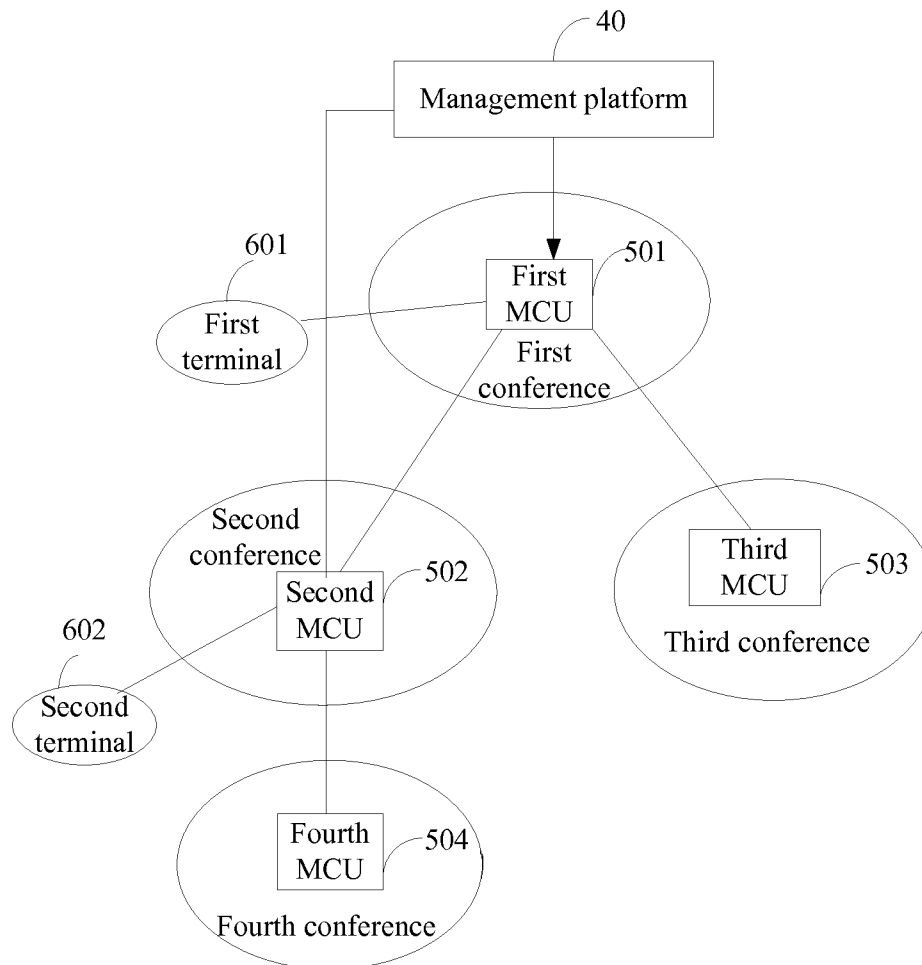 40
Management platform
601
501
First
MCU
First
terminal
First
conference
Second
conference
502
Second
MCU
Third
MCU
503
Third conference
602
Second
terminal
Fourth
MCU
504
Fourth conference